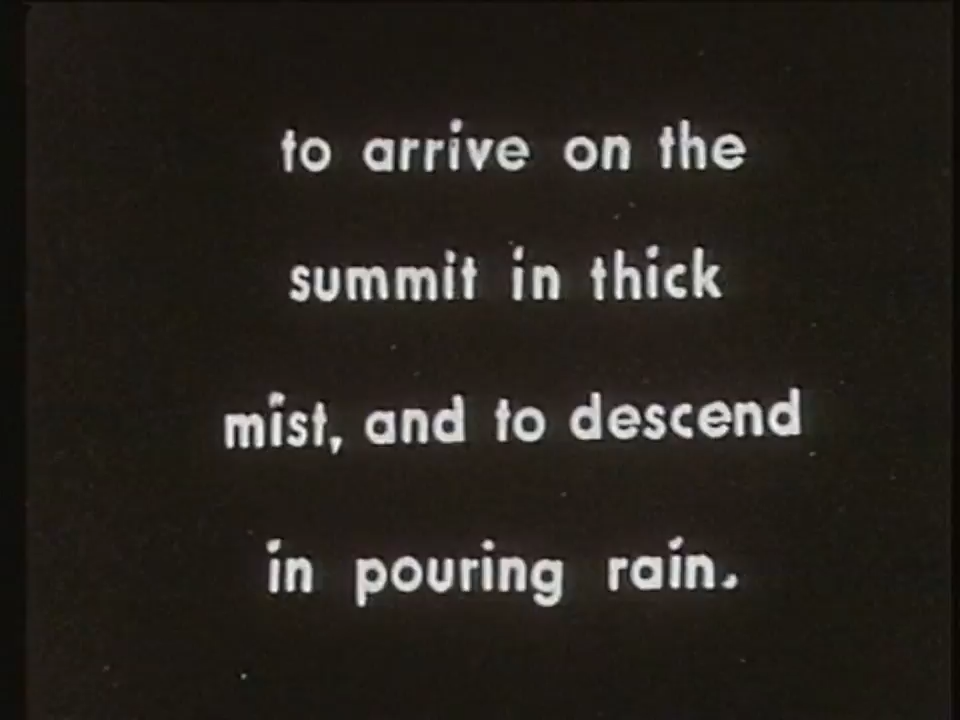 to arrive on the
summit in thick
mist, and to descend
in pouring rain.